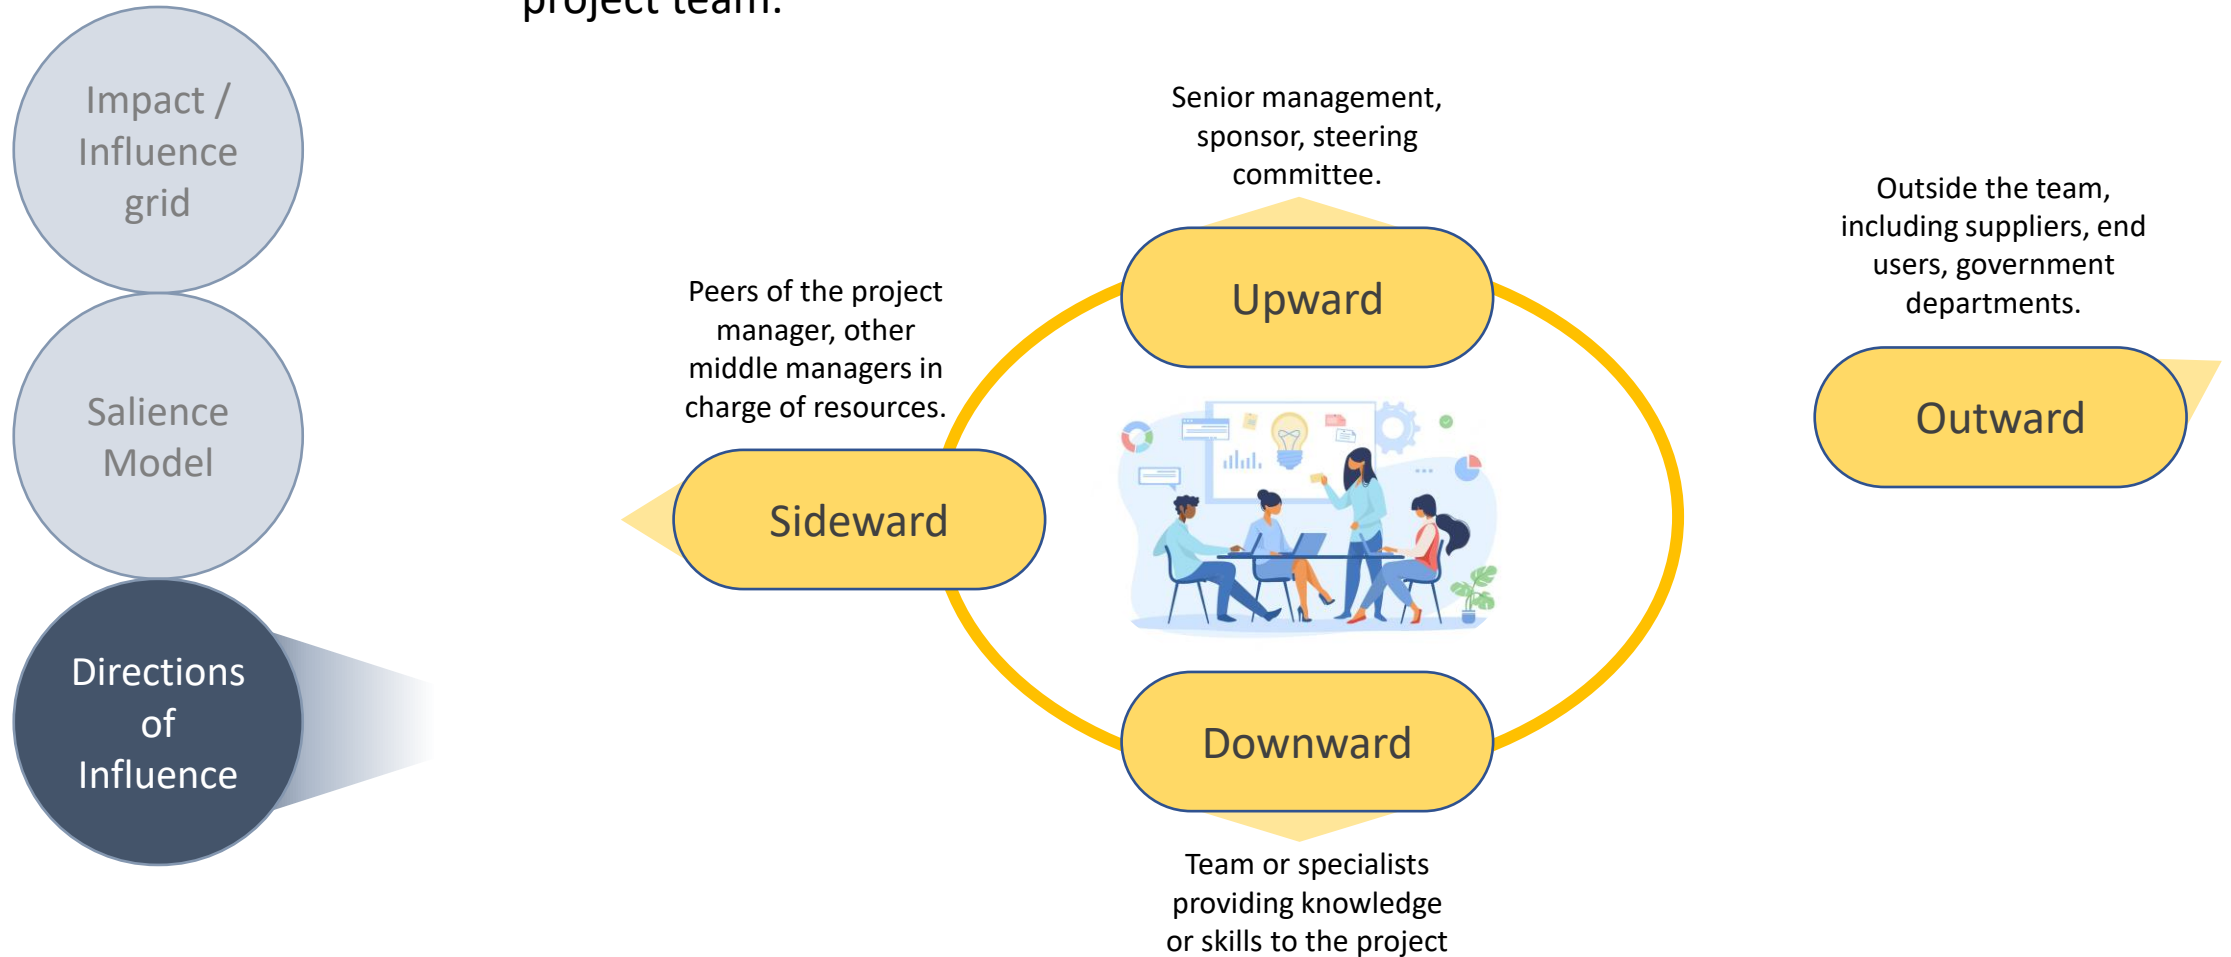 project team.
Impact /
Influence
grid
Salience
Model
Directions
of
Influence
Senior management,
sponsor, steering
committee.
Upward
Peers of the project
manager, other
middle managers in
charge of resources.
Sideward
Outside the team,
including suppliers, end
users, government
departments.
Outward
Downward
Team or specialists
providing knowledge
or skills to the project